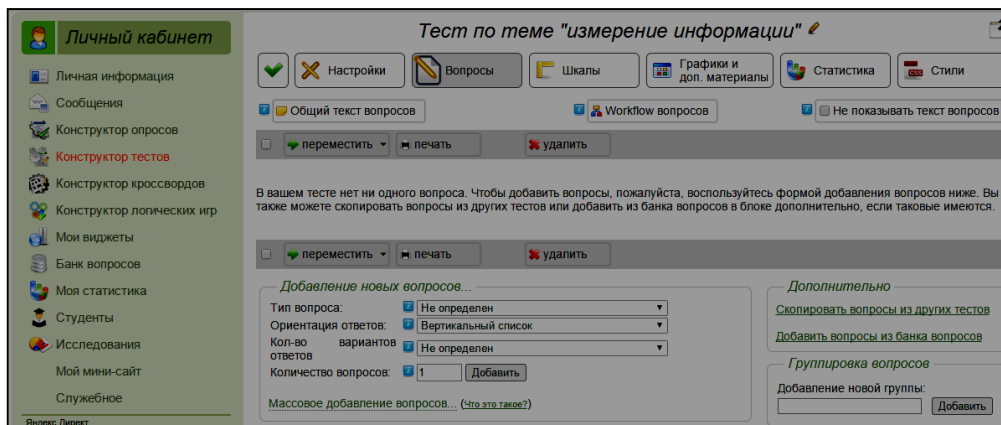 Личный кабинет
Личная информация
Сообщения
Конструктор опросов
Конструктор тестов
Конструктор кроссвордов
Конструктор логических игр
Мои виджеты
Банк вопросов
Моя статистика
Студенты
Исследования
Мой мини-сайт
Служебное
Яндекс Директ
Тест по теме "измерение информации"
Настройки
Вопросы
Шкалы
Графики и
доп. материалы
Статистика
Стили
Общий текст вопросов
Workflow вопросов
Не показывать текст вопросов
переместить
печать
удалить
В вашем тесте нет ни одного вопроса. Чтобы добавить вопросы, пожалуйста, воспользуйтесь формой добавления вопросов ниже. Вы
также можете скопировать вопросы из других тестов или добавить из банка вопросов в блоке дополнительно, если таковые имеются.
переместить
печать
удалить
Добавление новых вопросов...
Тип вопроса: Не определен
Ориентация ответов: Вертикальный список
Кол-во вариантов
ответов Не определен
Количество вопросов: 1 Добавить
Массовое добавление вопросов... (Что это такое?)
Дополнительно
Скопировать вопросы из других тестов
Добавить вопросы из банка вопросов
Группировка вопросов
Добавление новой группы:
Добавить